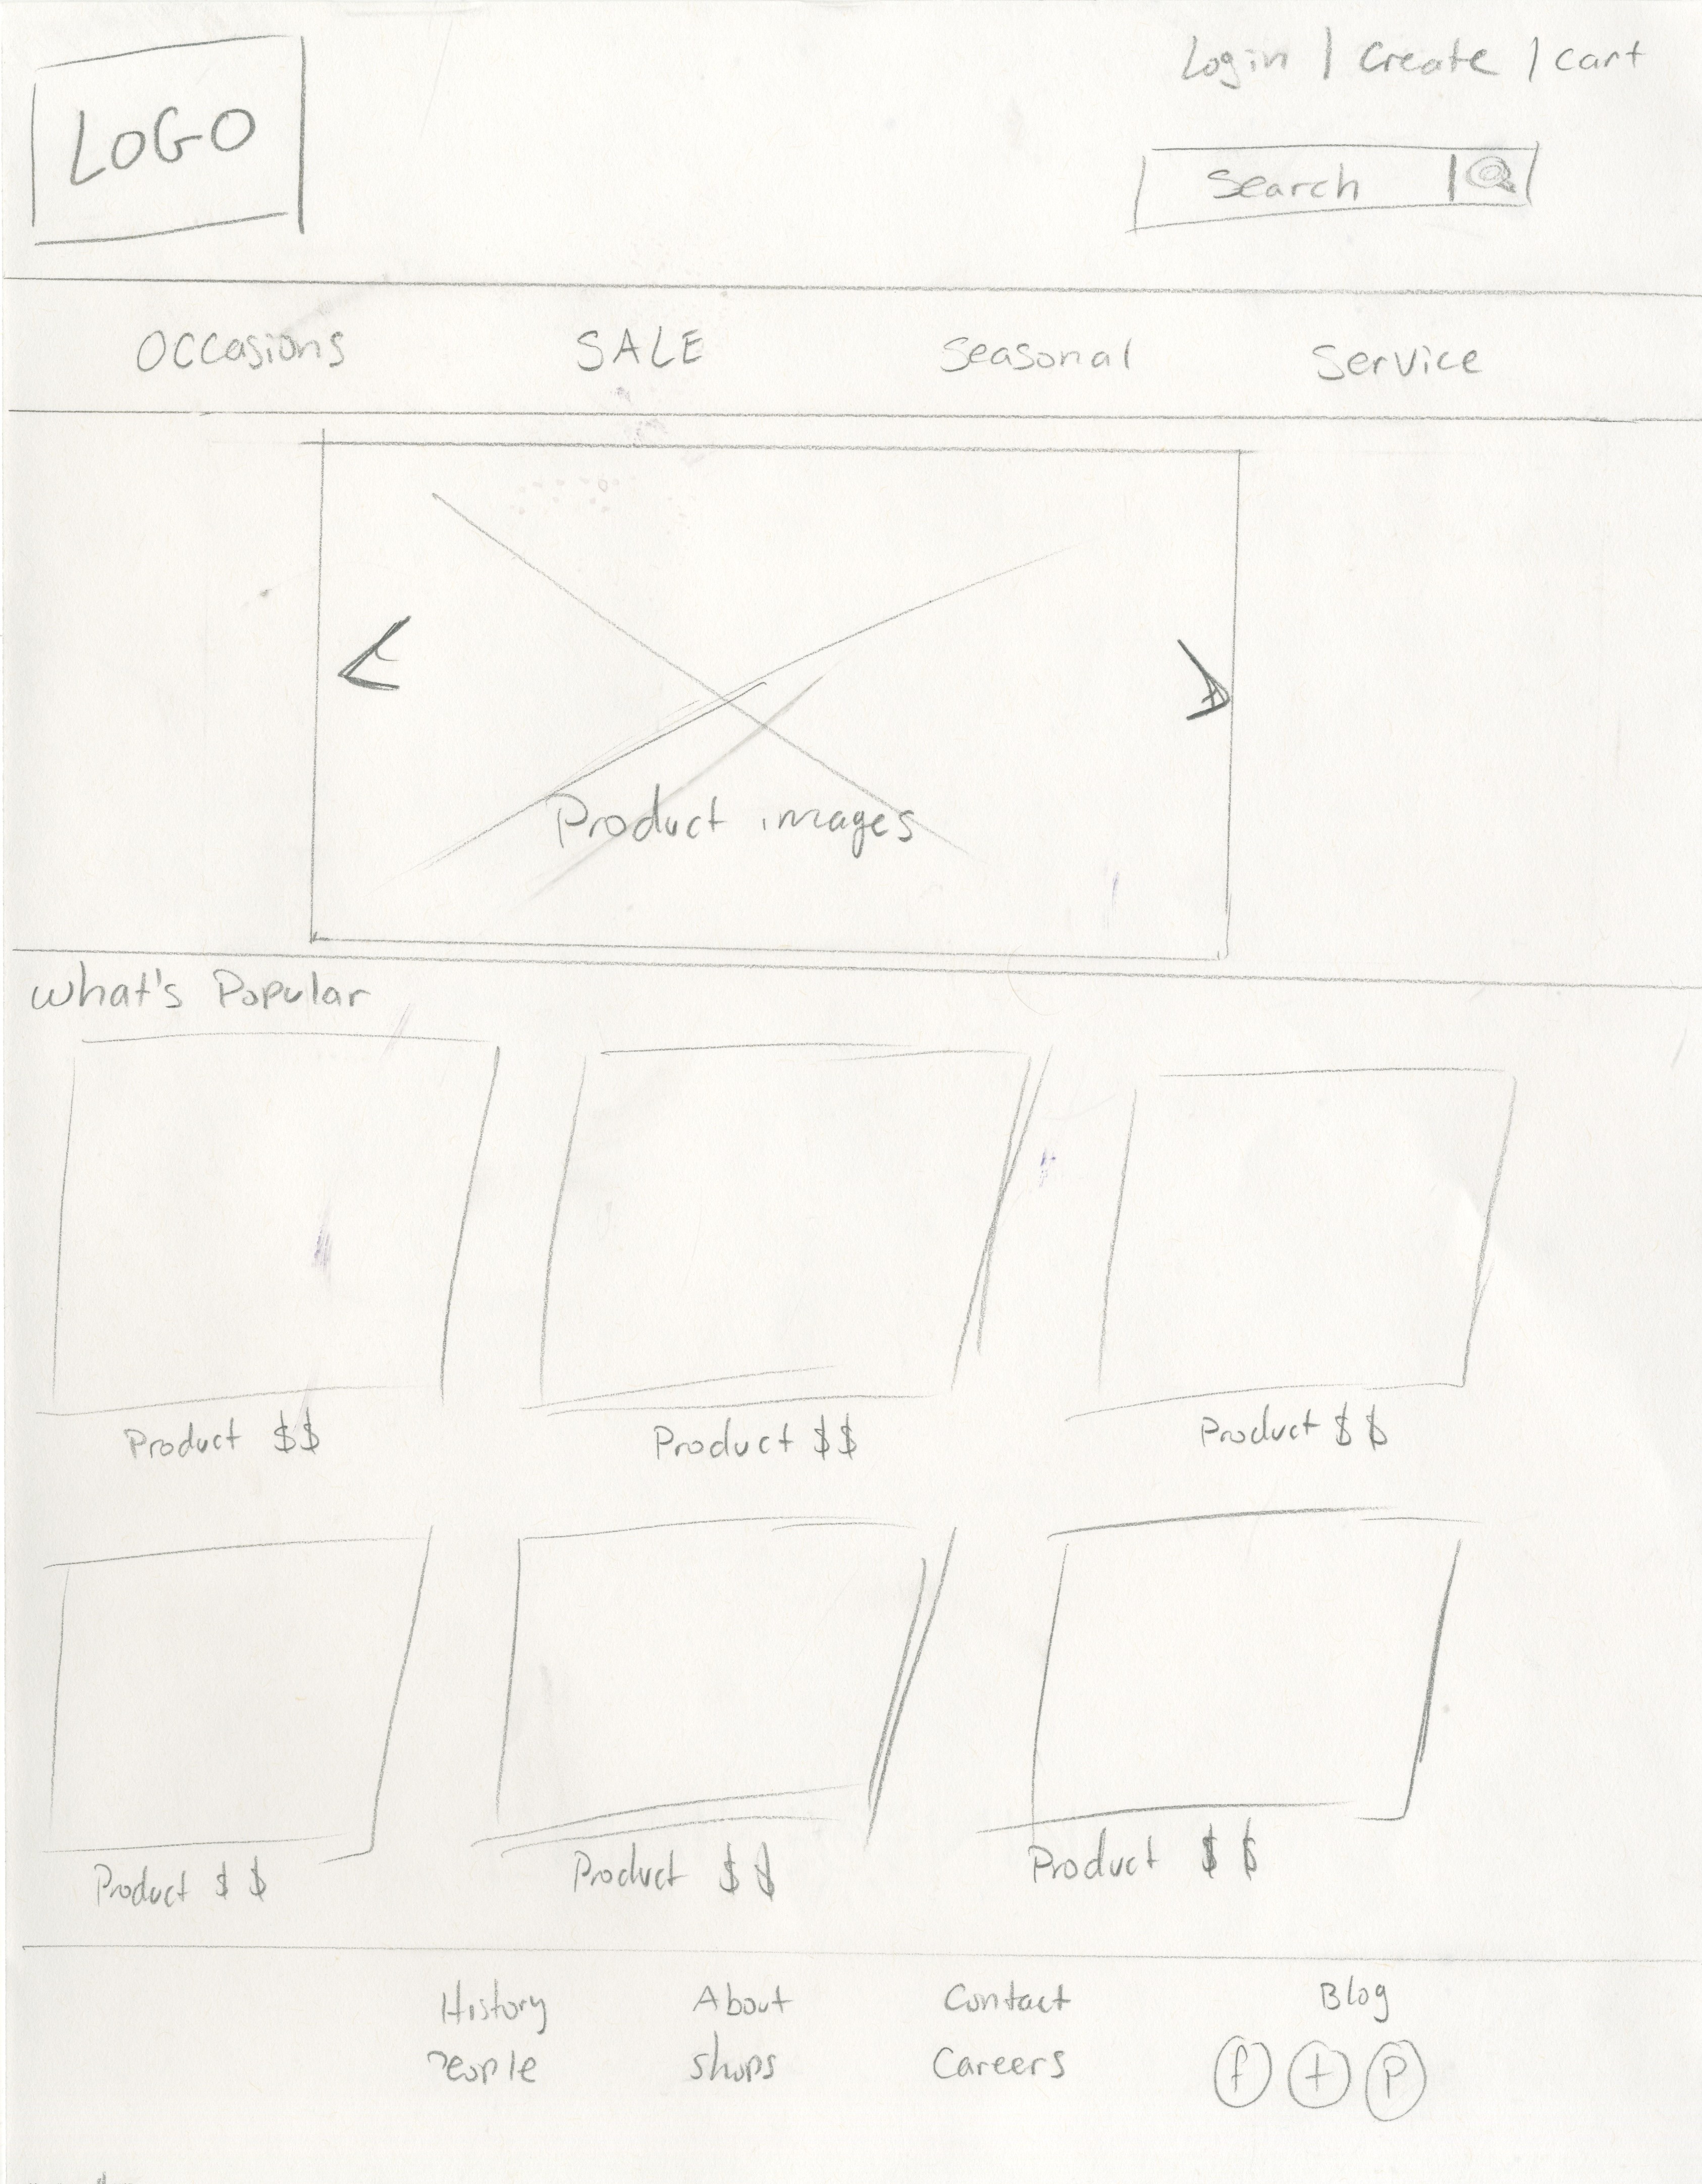 LOGO
Login | Create | cart
Search
Occasions SALE Seasonal Service
Product images
What's Popular
Product $$ Product $$ Product $$
Product $$ Product $$ Product $$
History About Contact Blog
People shops Careers f t P